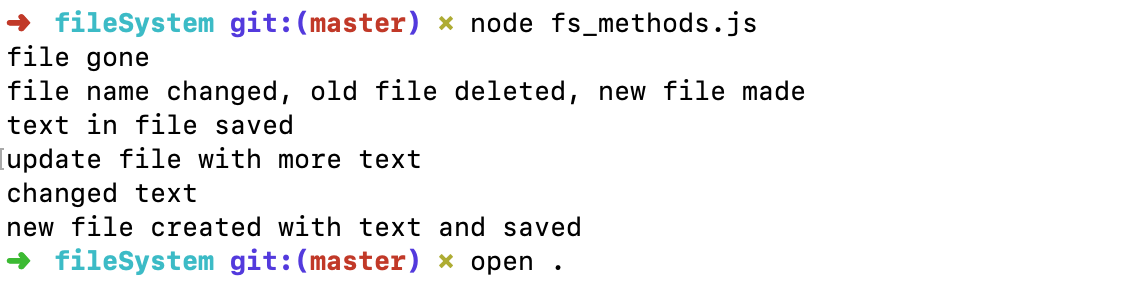 ➜ fileSystem git:(master) ✗ node fs_methods.js
file gone
file name changed, old file deleted, new file made
text in file saved
update file with more text
changed text
new file created with text and saved
➜ fileSystem git:(master) ✗ open .